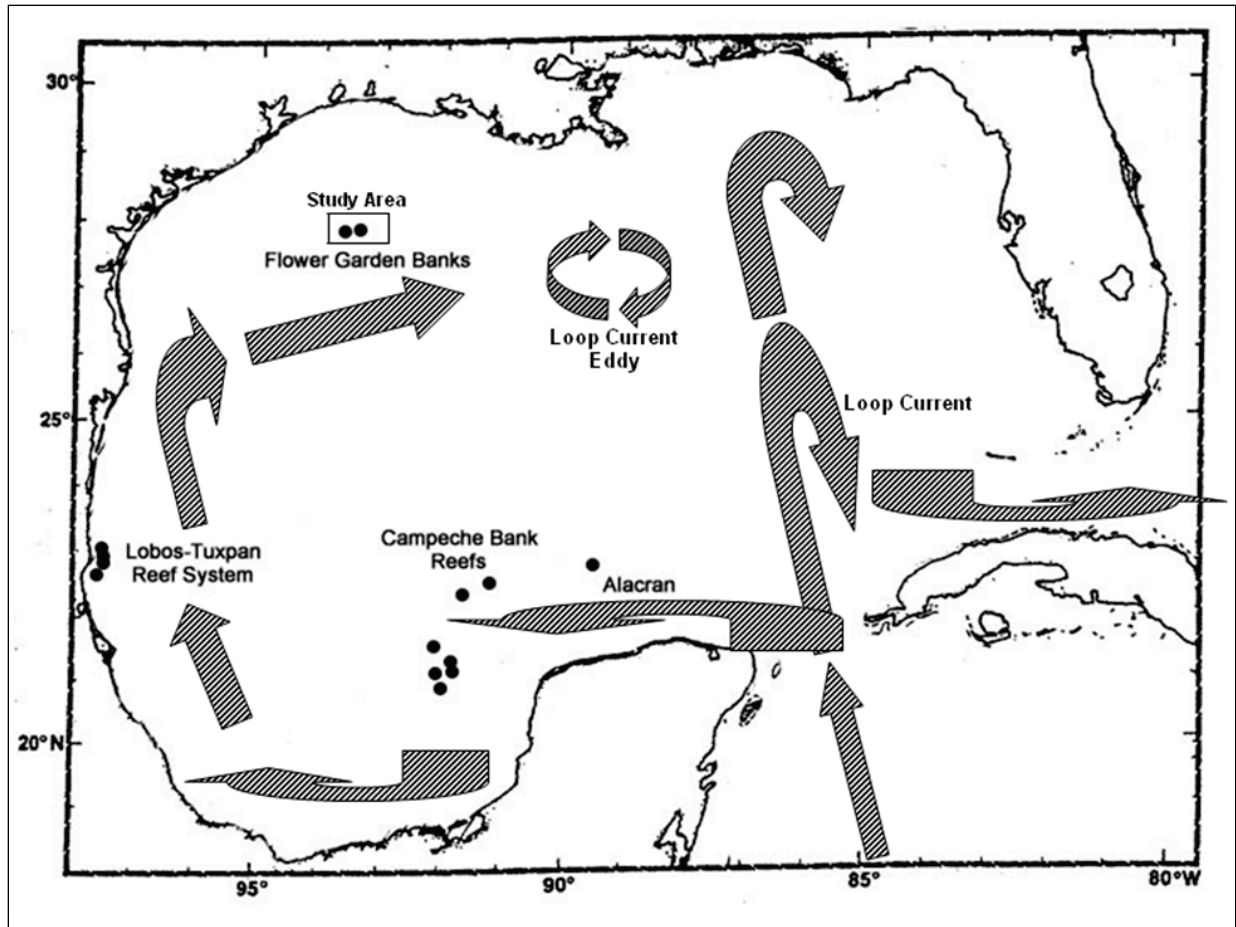 30°
Study Area
Flower Garden Banks
Loop Current
Eddy
Loop Current
25°
Lobos-Tuxpan
Reef System
Campeche Bank
Reefs
Alacran
20°N
95°
90°
85°
80°W